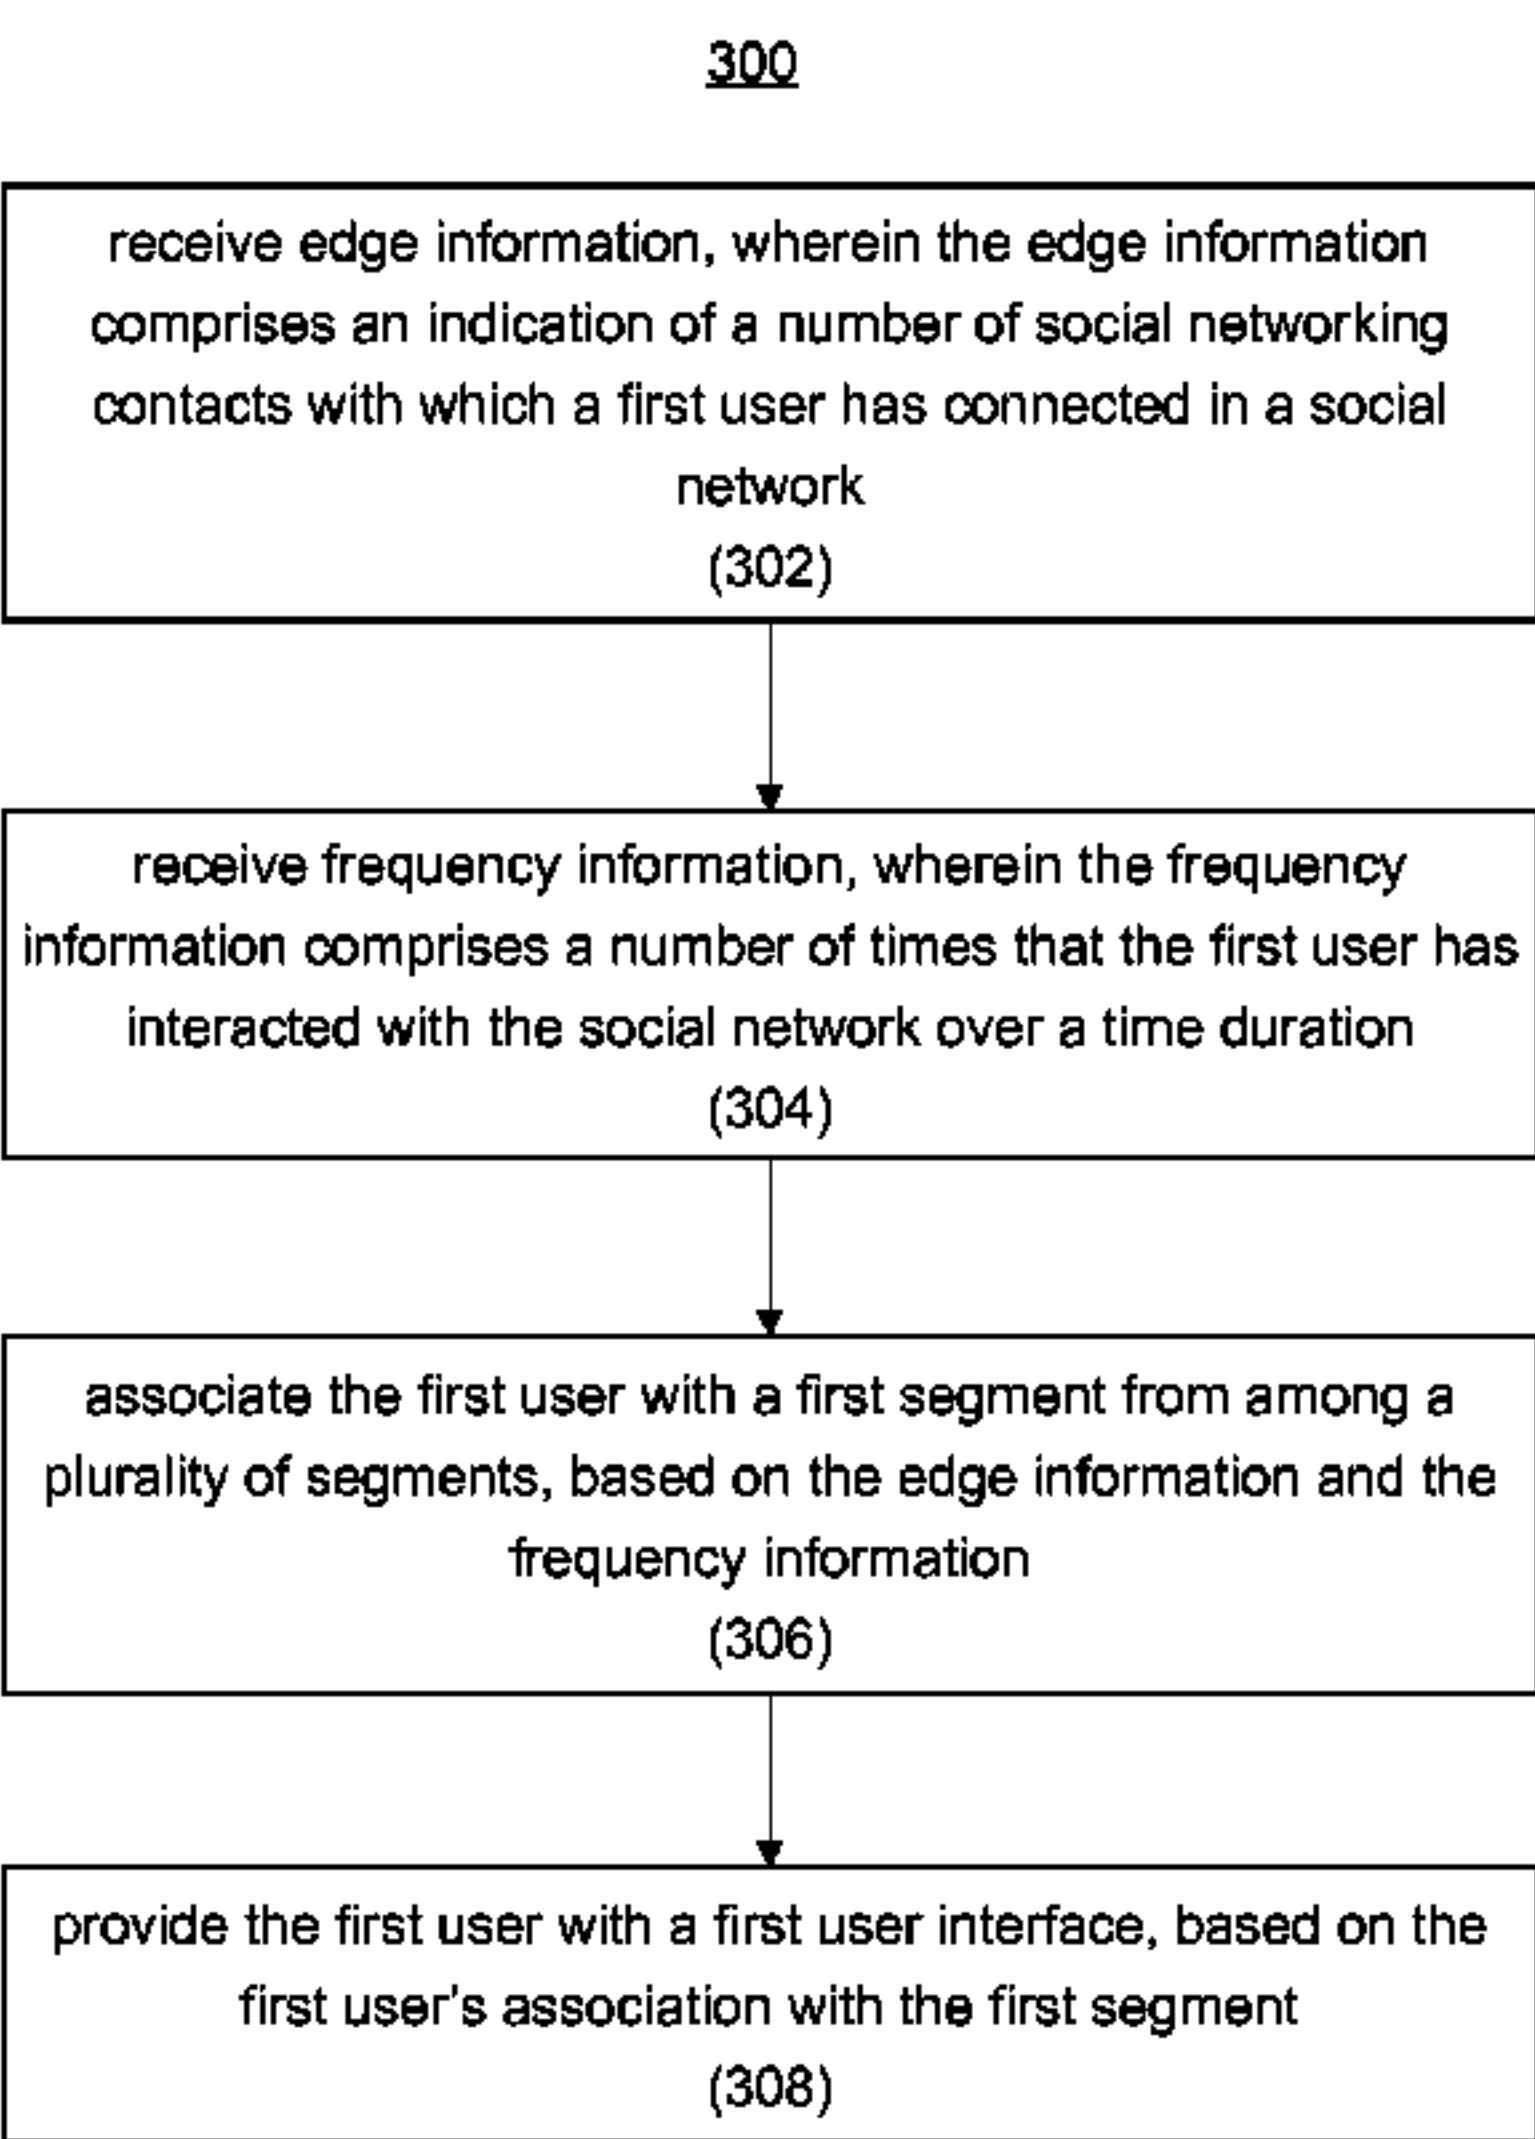 300
receive edge information, wherein the edge information
comprises an indication of a number of social networking
contacts with which a first user has connected in a social
network
(302)
receive frequency information, wherein the frequency
information comprises a number of times that the first user has
interacted with the social network over a time duration
(304)
associate the first user with a first segment from among a
plurality of segments, based on the edge information and the
frequency information
(306)
provide the first user with a first user interface, based on the
first user's association with the first segment
(308)